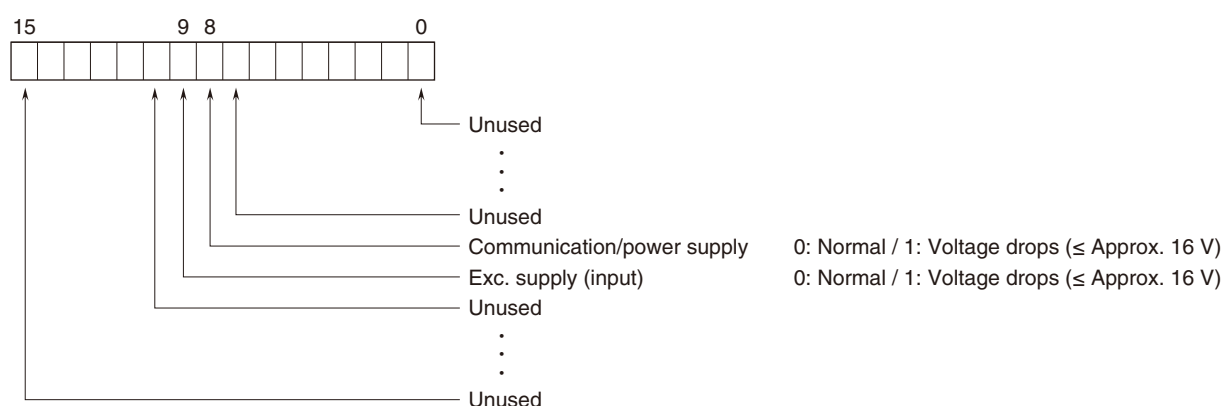 15 9 8 0
Unused
Unused
Communication/power supply 0: Normal / 1: Voltage drops (≤ Approx. 16 V)
Exc. supply (input) 0: Normal / 1: Voltage drops (≤ Approx. 16 V)
Unused
Unused